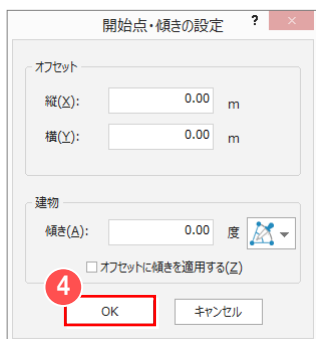 開始点・傾きの設定 ?
オフセット
縦(X): 0.00 m
横(Y): 0.00 m
建物
傾き(A): 0.00 度
オフセットに傾きを適用する(Z)
4
OK キャンセル